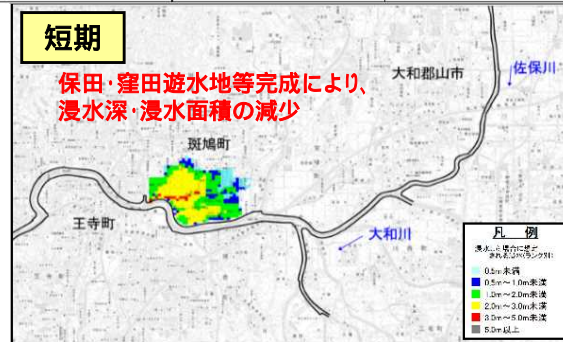 短期
保田・窪田遊水地等完成により、
浸水深・浸水面積の減少
大和郡山市
佐保川
斑鳩町
王寺町
大和川
凡 例
0.5m未満
0.5m～1.0m未満
1.0m～2.0m未満
2.0m～3.0m未満
3.0m～5.0m未満
5.0m以上